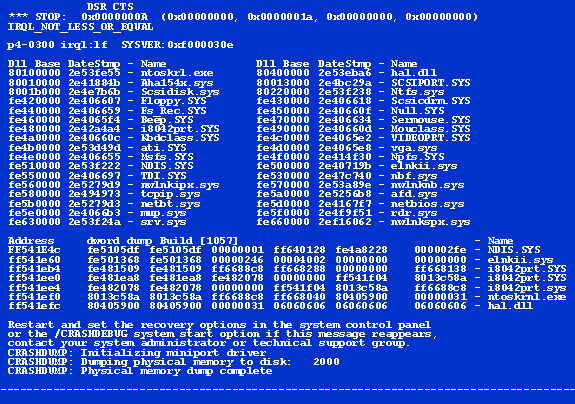 DSR CTS
*** STOP: 0x0000000A (0x00000000, 0x0000001a, 0x00000000, 0x00000000)
IRQL_NOT_LESS_OR_EQUAL
p4-0300 irql:lf SYSVER:0xf000030e
Dll Base DateStmp - Name Dll Base DateStmp - Name
80100000 2e53fe55 - ntoskrl.exe 80400000 2e53eba6 - hal.dll
80010000 2e41884b - Aha154x.sys 80013000 2e4bc29a - SCSIPORT.SYS
8001b000 2e4e7b6b - Scsidisk.sys 80220000 2e53f238 - Ntfs.sys
fe420000 2e406607 - Floppy.SYS fe430000 2e406618 - Scsicdrm.SYS
fe440000 2e406659 - Fs_Rec.SYS fe450000 2e40660f - Null.SYS
fe460000 2e4065f4 - Beep.SYS fe470000 2e406634 - Sermouse.SYS
fe480000 2e42a4a4 - i8042prt.SYS fe490000 2e40660d - Mouclass.SYS
fe4a0000 2e40660c - Kbdclass.SYS fe4c0000 2e4065e2 - VIDEOPRT.SYS
fe4b0000 2e53d49d - ati.SYS fe4d0000 2e4065e8 - vga.sys
fe4e0000 2e406655 - Msfs.SYS fe4f0000 2e414f30 - Npfs.SYS
fe510000 2e53f222 - NDIS.SYS fe500000 2e40719b - elnkii.sys
fe550000 2e406697 - TDI.SYS fe530000 2e47c740 - nbf.sys
fe560000 2e5279d9 - nwlnkipx.sys fe570000 2e53a89e - nwlnknb.sys
fe580000 2e494973 - tcpip.sys fe5a0000 2e5256b8 - afd.sys
fe5b0000 2e5279d3 - netbt.sys fe5d0000 2e4167f7 - netbios.sys
fe5e0000 2e4066b3 - mup.sys fe5f0000 2e4f9f51 - rdr.sys
fe630000 2e53f24a - srv.sys fe660000 2ef16062 - nwlnkspx.sys
Address dword dump Build [1057] - Name
FF541E4c fe5105df fe5105df 00000001 ff640128 fe4a8228 000002fe - NDIS.SYS
ff541e60 fe501368 fe501368 00000246 00004002 00000000 00000000 - elnkii.sys
ff541eb4 fe481509 fe481509 ff6688c8 ff668288 00000000 ff668138 - i8042prt.SYS
ff541ee0 fe481ea8 fe481ea8 fe482078 00000000 ff541f04 8013c58a - i8042prt.SYS
ff541ee4 fe482078 fe482078 00000000 ff541f04 8013c58a ff6688c8 - i8042prt.SYS
ff541ef0 8013c58a 8013c58a ff6688c8 ff668040 80405900 00000031 - ntoskrnl.exe
ff541efc 80405900 80405900 00000031 06060606 06060606 06060606 - hal.dll
Restart and set the recovery options in the system control panel
or the /CRASHDEBUG system start option if this message reappears,
contact your system administrator or technical support group.
CRASHDUMP: Initializing miniport driver
CRASHDUMP: Dumping physical memory to disk: 2000
CRASHDUMP: Physical memory dump complete